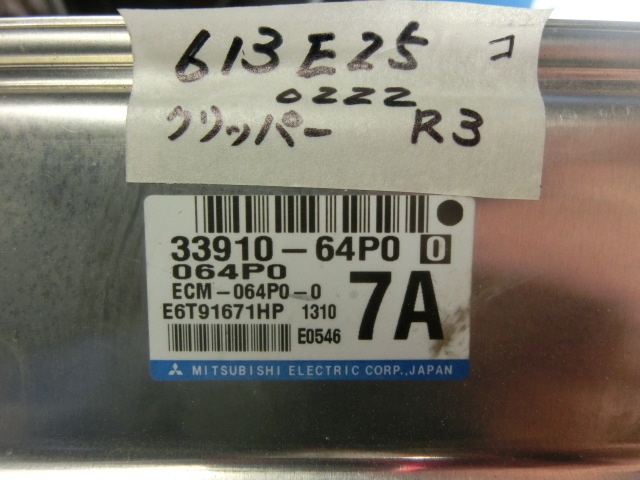 613E25 コ
0222
クリッパー R3
33910-64P0 0
064P0
ECM-064P0-0
7A
E6T91671HP 1310
E0546
MITSUBISHI ELECTRIC CORP., JAPAN